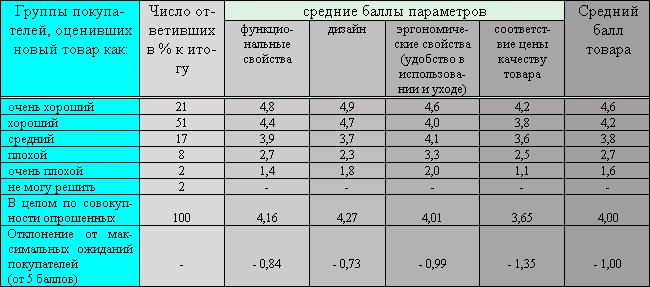 Группы покупа-
телей, оценивших
новый товар как:
Число от-
ветивших
в % к ито-
гу
средние баллы параметров
функцио-
нальные
свойства
дизайн
эргономиче-
ские свойства
(удобство в
использова-
нии и уходе)
соответст-
вие цены
качеству
товара
Средний
балл
товара
очень хороший 21 4,8 4,9 4,6 4,2 4,6
хороший 51 4,4 4,7 4,0 3,8 4,2
средний 17 3,9 3,7 4,1 3,6 3,8
плохой 8 2,7 2,3 3,3 2,5 2,7
очень плохой 2 1,4 1,8 2,0 1,1 1,6
не могу решить 2 - - - - -
В целом по совокуп-
ности опрошенных 100 4,16 4,27 4,01 3,65 4,00
Отклонение от мак-
симальных ожиданий
покупателей
(от 5 баллов) - - 0,84 - 0,73 - 0,99 - 1,35 - 1,00